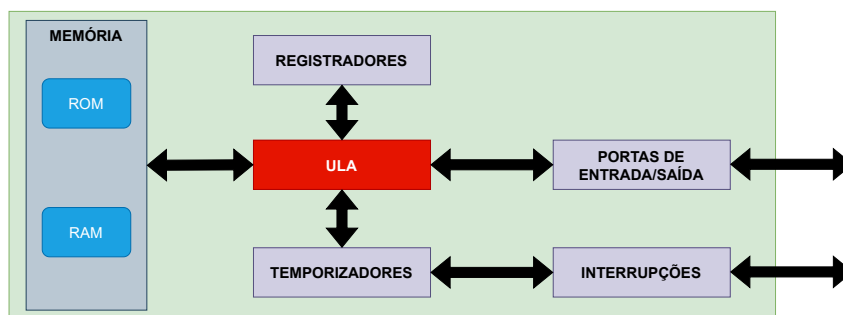 MEMÓRIA
ROM
RAM
REGISTRADORES
ULA
TEMPORIZADORES
PORTAS DE
ENTRADA/SAÍDA
INTERRUPÇÕES